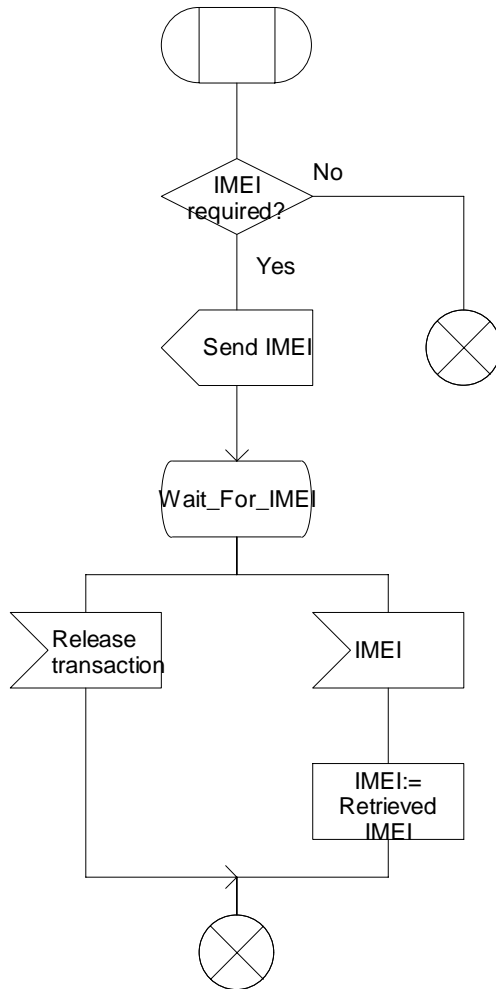 No
IMEI
required?
Yes
Send IMEI
Wait_For_IMEI
Release
transaction
IMEI
IMEI:=
Retrieved
IMEI